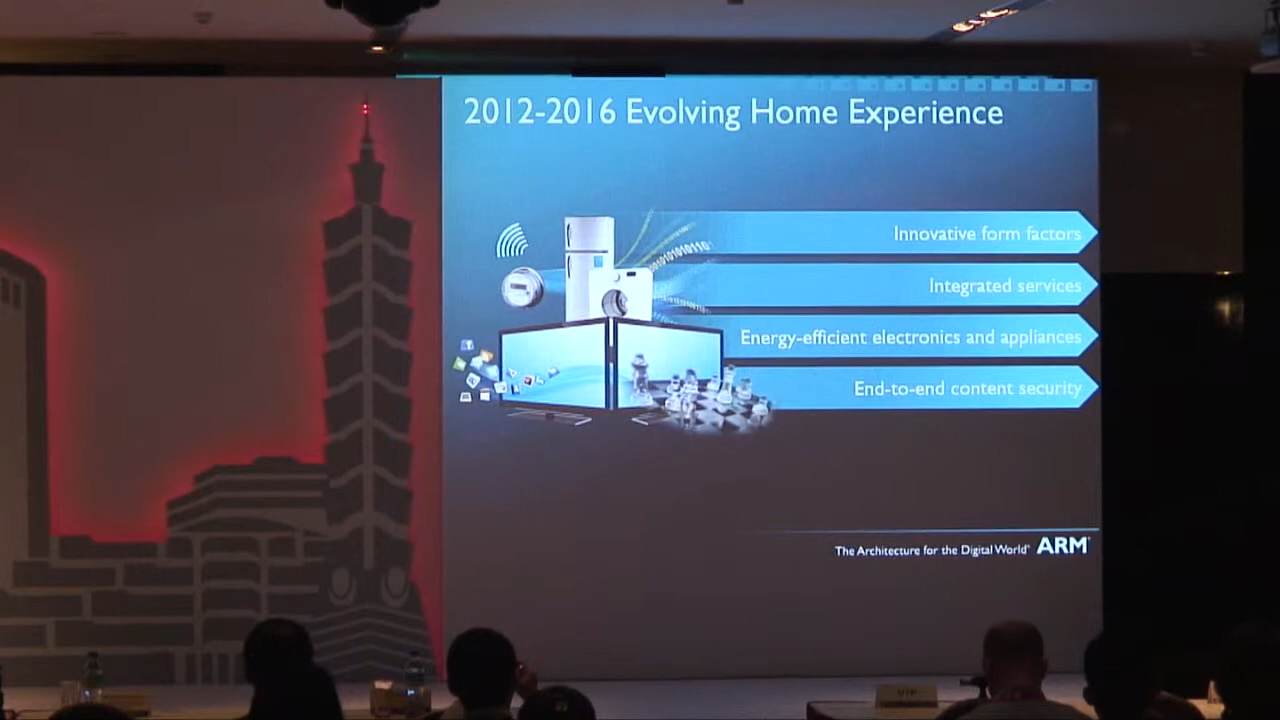 2012-2016 Evolving Home Experience
Innovative form factors
Integrated services
Energy-efficient electronics and appliances
End-to-end content security
The Architecture for the Digital World® ARM®
VIP